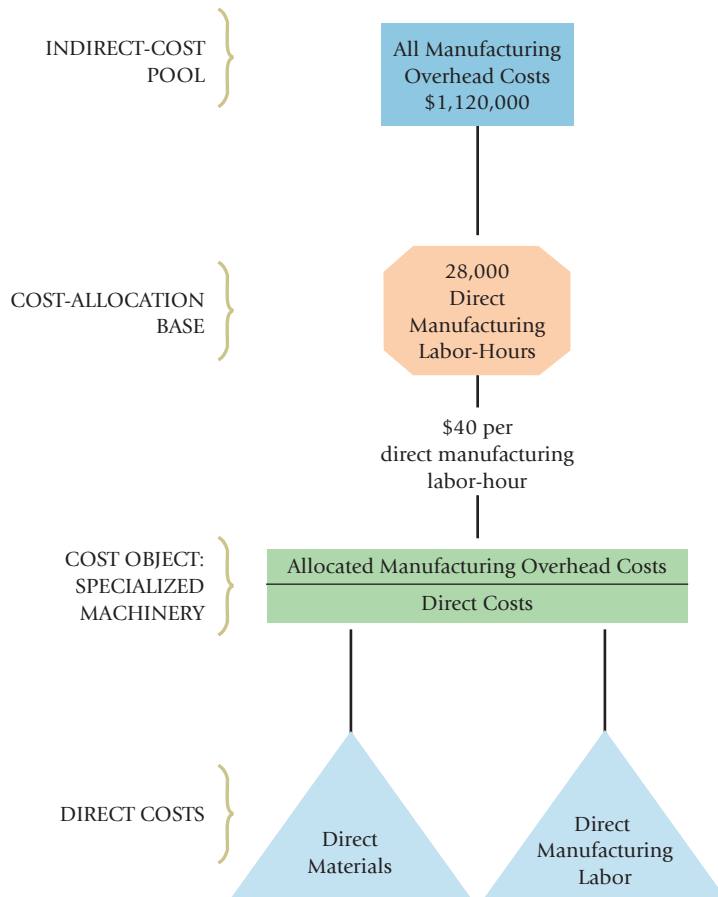 INDIRECT-COST
POOL
All Manufacturing
Overhead Costs
$1,120,000
COST-ALLOCATION
BASE
28,000
Direct
Manufacturing
Labor-Hours
$40 per
direct manufacturing
labor-hour
COST OBJECT:
SPECIALIZED
MACHINERY
Allocated Manufacturing Overhead Costs
Direct Costs
DIRECT COSTS
Direct
Materials
Direct
Manufacturing
Labor